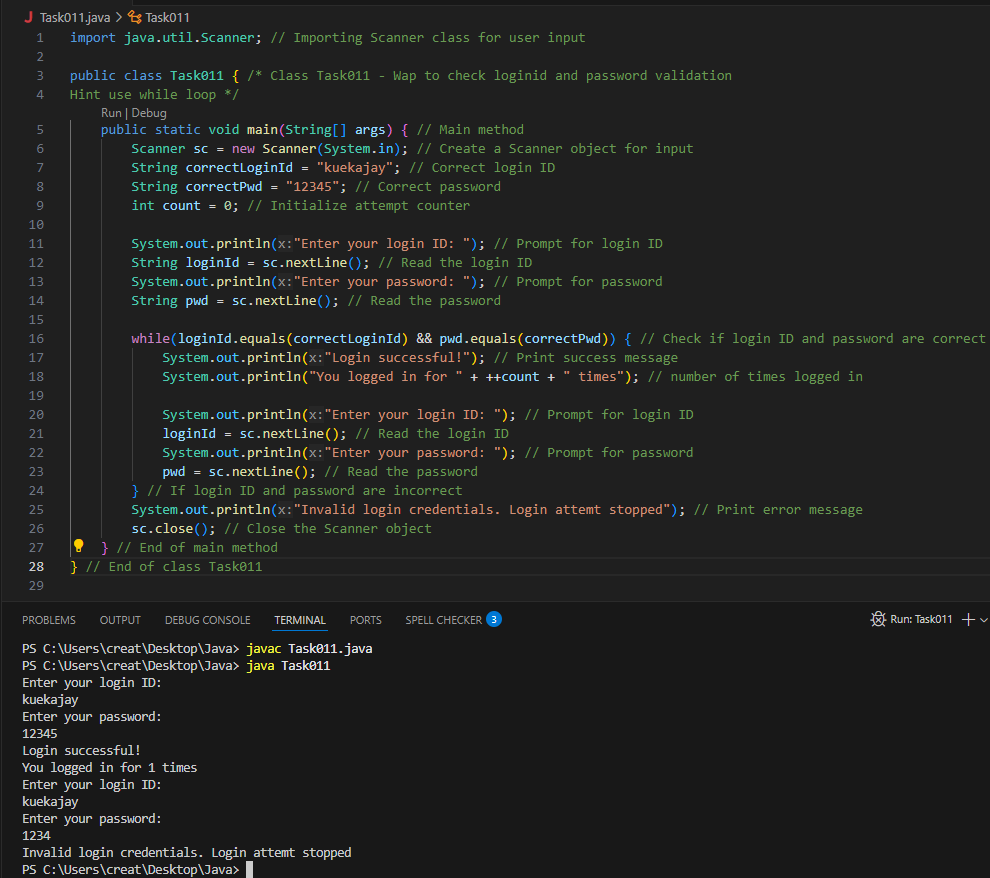 Task011.java > Task011
1 import java.util.Scanner; // Importing Scanner class for user input
2
3 public class Task011 { /* Class Task011 - Wap to check loginid and password validation
4 Hint use while loop */
Run | Debug
5 public static void main(String[] args) { // Main method
6 Scanner sc = new Scanner(System.in); // Create a Scanner object for input
7 String correctLoginId = "kuekajay"; // Correct login ID
8 String correctPwd = "12345"; // Correct password
9 int count = 0; // Initialize attempt counter
10
11 System.out.println(x:"Enter your login ID: "); // Prompt for login ID
12 String loginId = sc.nextLine(); // Read the login ID
13 System.out.println(x:"Enter your password: "); // Prompt for password
14 String pwd = sc.nextLine(); // Read the password
15
16 while(loginId.equals(correctLoginId) && pwd.equals(correctPwd)) { // Check if login ID and password are correct
17 System.out.println(x:"Login successful!"); // Print success message
18 System.out.println("You logged in for " + ++count + " times"); // number of times logged in
19
20 System.out.println(x:"Enter your login ID: "); // Prompt for login ID
21 loginId = sc.nextLine(); // Read the login ID
22 System.out.println(x:"Enter your password: "); // Prompt for password
23 pwd = sc.nextLine(); // Read the password
24 } // If login ID and password are incorrect
25 System.out.println(x:"Invalid login credentials. Login attemt stopped"); // Print error message
26 sc.close(); // Close the Scanner object
27 } // End of main method
28 } // End of class Task011
29
PROBLEMS OUTPUT DEBUG CONSOLE TERMINAL PORTS SPELL CHECKER 3 Run: Task011
PS C:\Users\creat\Desktop\Java> javac Task011.java
PS C:\Users\creat\Desktop\Java> java Task011
Enter your login ID:
kuekajay
Enter your password:
12345
Login successful!
You logged in for 1 times
Enter your login ID:
kuekajay
Enter your password:
1234
Invalid login credentials. Login attemt stopped
PS C:\Users\creat\Desktop\Java>